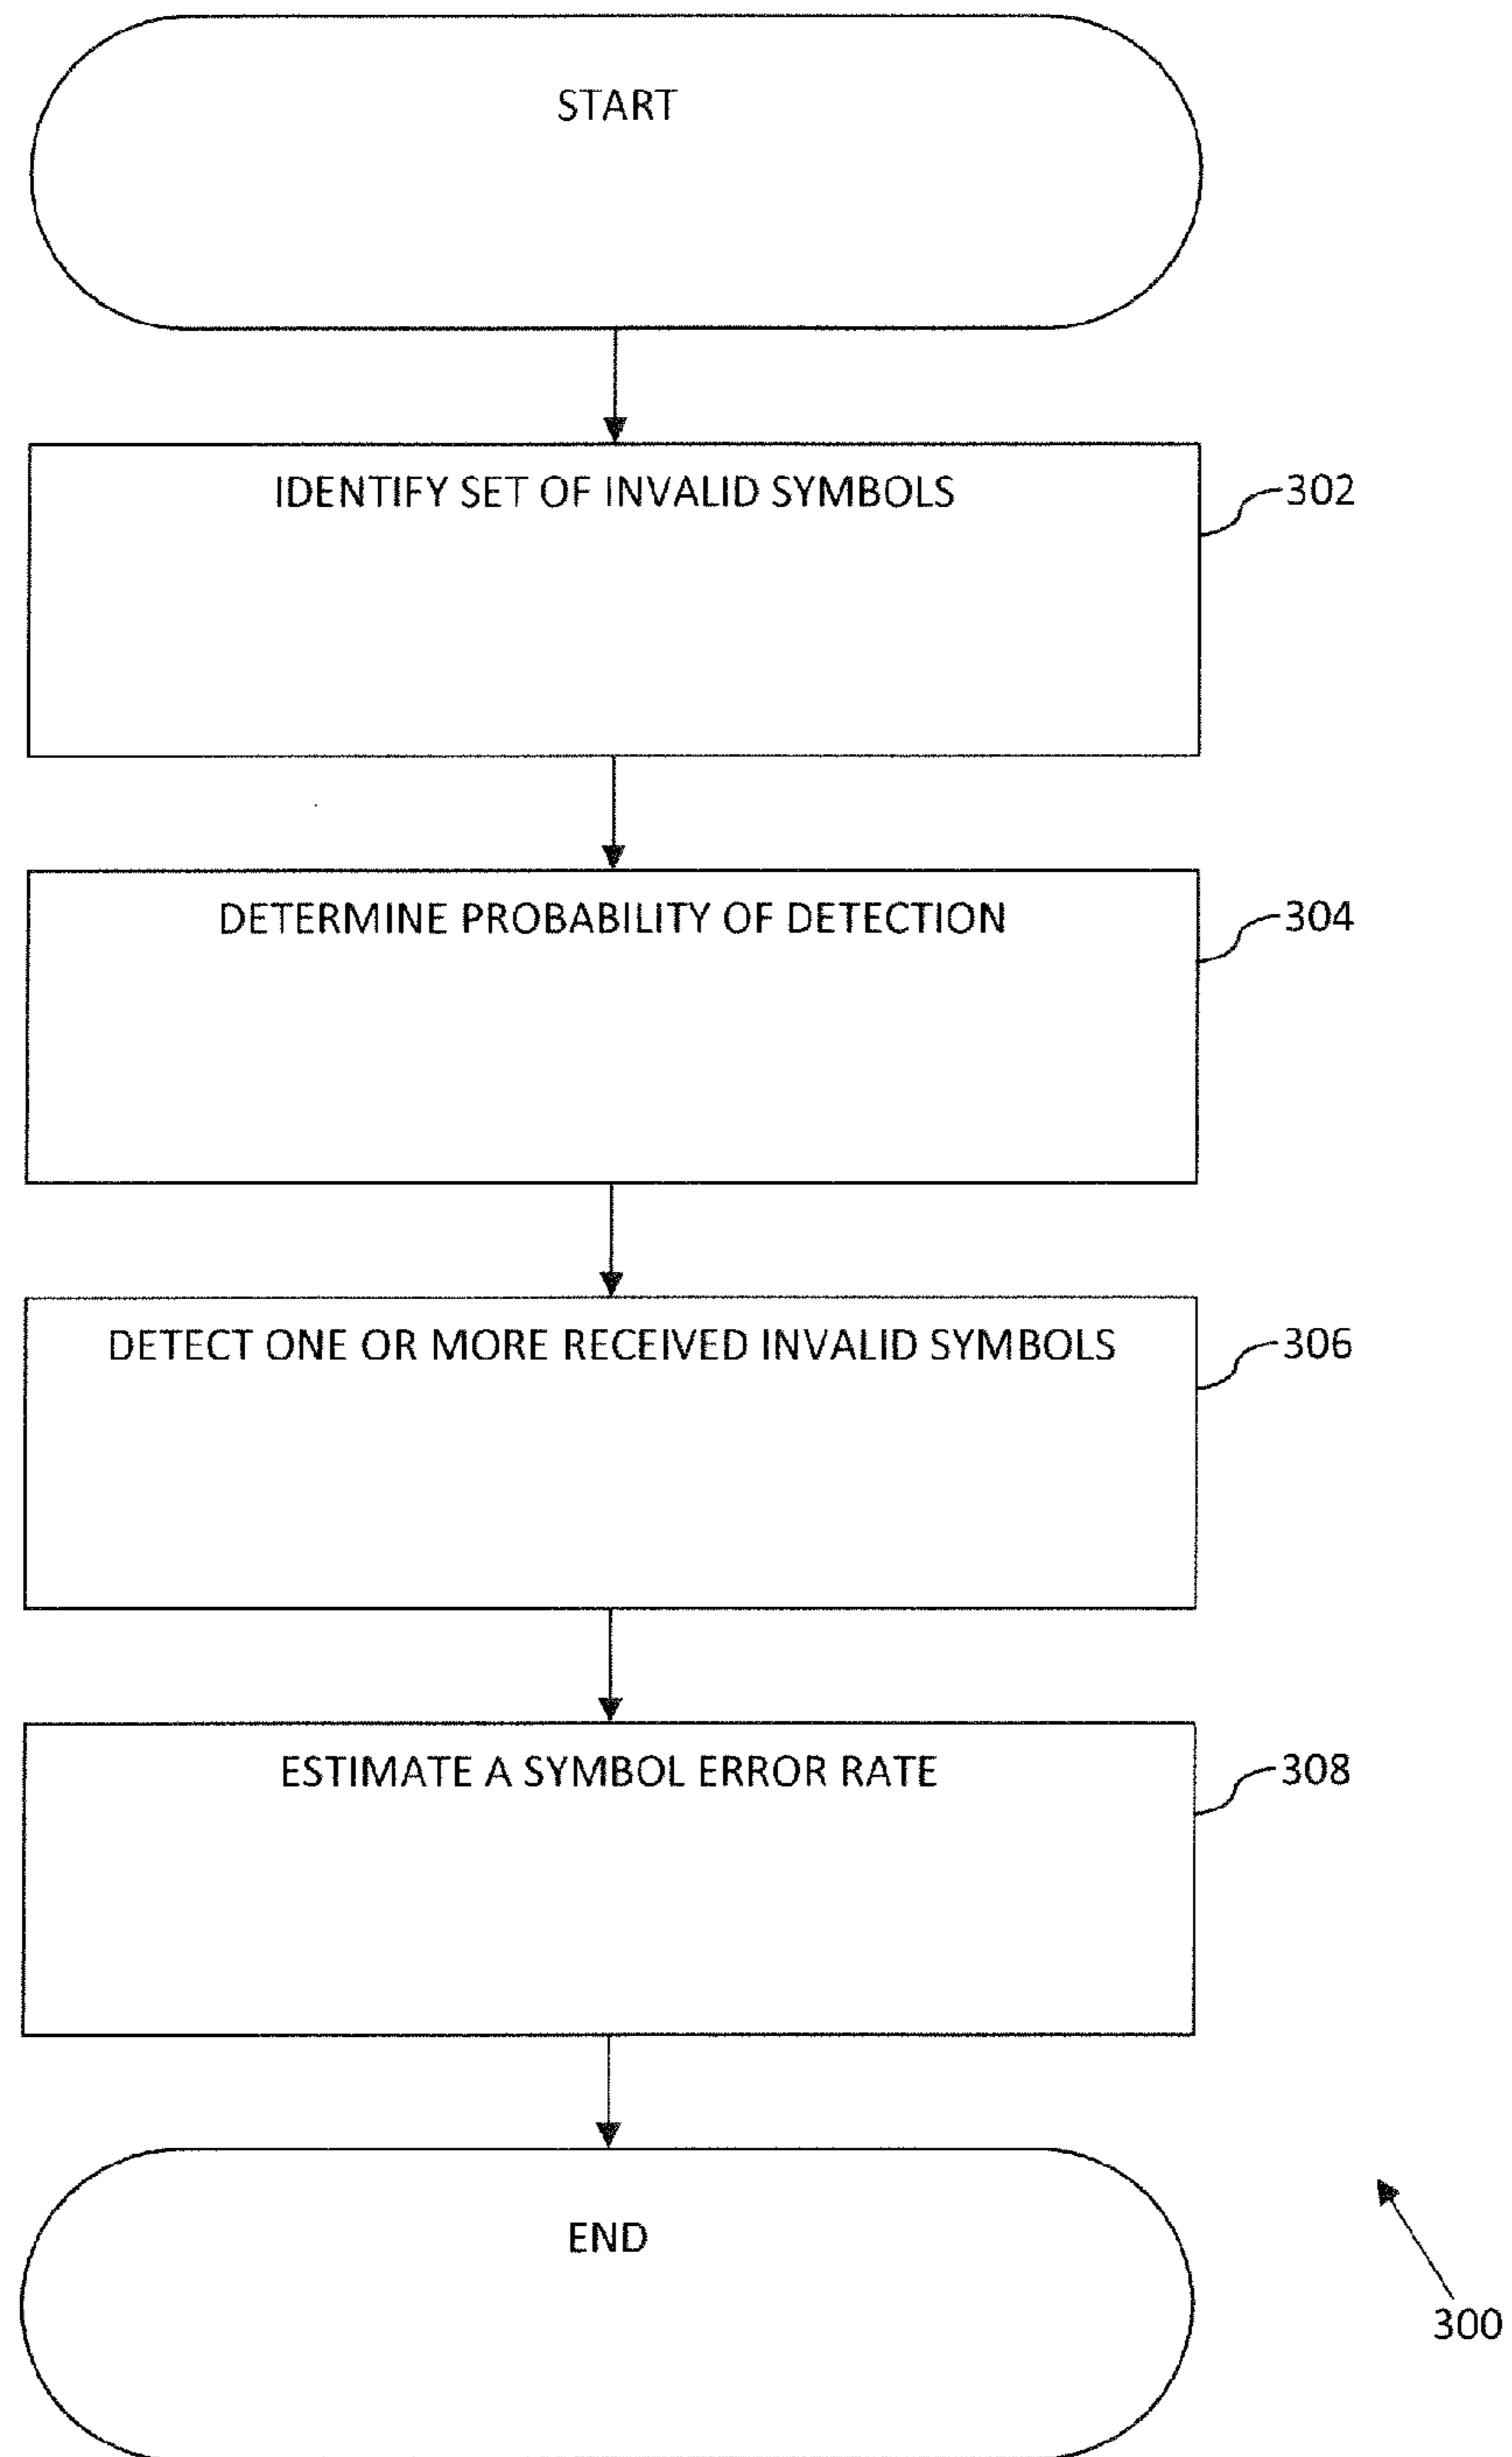 START
IDENTIFY SET OF INVALID SYMBOLS
302
DETERMINE PROBABILITY OF DETECTION
304
DETECT ONE OR MORE RECEIVED INVALID SYMBOLS
306
ESTIMATE A SYMBOL ERROR RATE
308
END
300